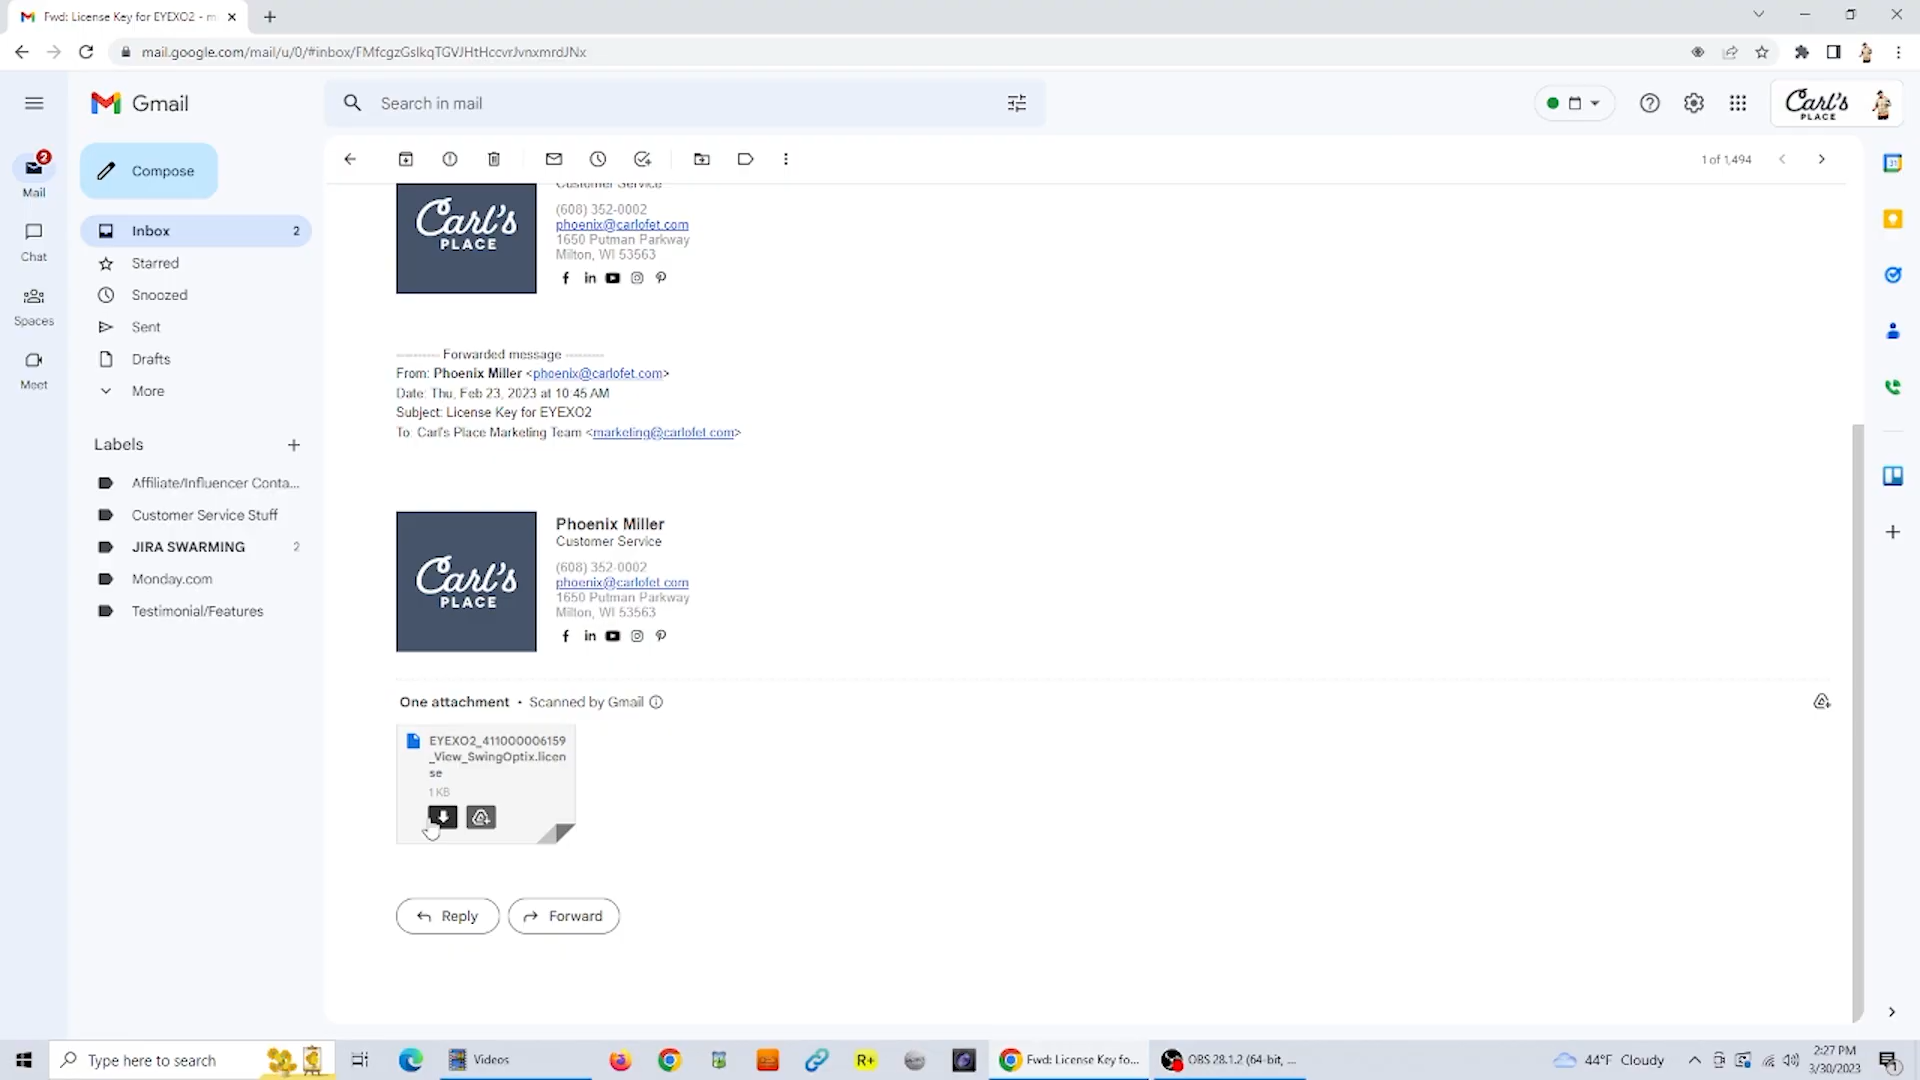 Fwd: License Key for EYEXO2 - m
mail.google.com/mail/u/0/#inbox/FMfcgzGslkqTGVJHtHccvrJvnxmrdJNx
Gmail
Search in mail
Carl's
PLACE
2
Mail
Chat
Spaces
Meet
Compose
Inbox 2
Starred
Snoozed
Sent
Drafts
More
Labels
Affiliate/Influencer Conta...
Customer Service Stuff
JIRA SWARMING 2
Monday.com
Testimonial/Features
1 of 1,494
Carl's
PLACE
Customer Service
(608) 352-0002
phoenix@carlofet.com
1650 Putman Parkway
Milton, WI 53563
---------- Forwarded message ---------
From: Phoenix Miller <phoenix@carlofet.com>
Date: Thu, Feb 23, 2023 at 10:45 AM
Subject: License Key for EYEXO2
To: Carl's Place Marketing Team <marketing@carlofet.com>
Carl's
PLACE
Phoenix Miller
Customer Service
(608) 352-0002
phoenix@carlofet.com
1650 Putman Parkway
Milton, WI 53563
One attachment • Scanned by Gmail
EYEXO2_411000006159
_View_SwingOptix.licen
se
1 KB
Reply
Forward
31
Type here to search
Videos
R+
Fwd: License Key fo...
OBS 28.1.2 (64-bit, ...
44°F Cloudy
2:27 PM
3/30/2023
1